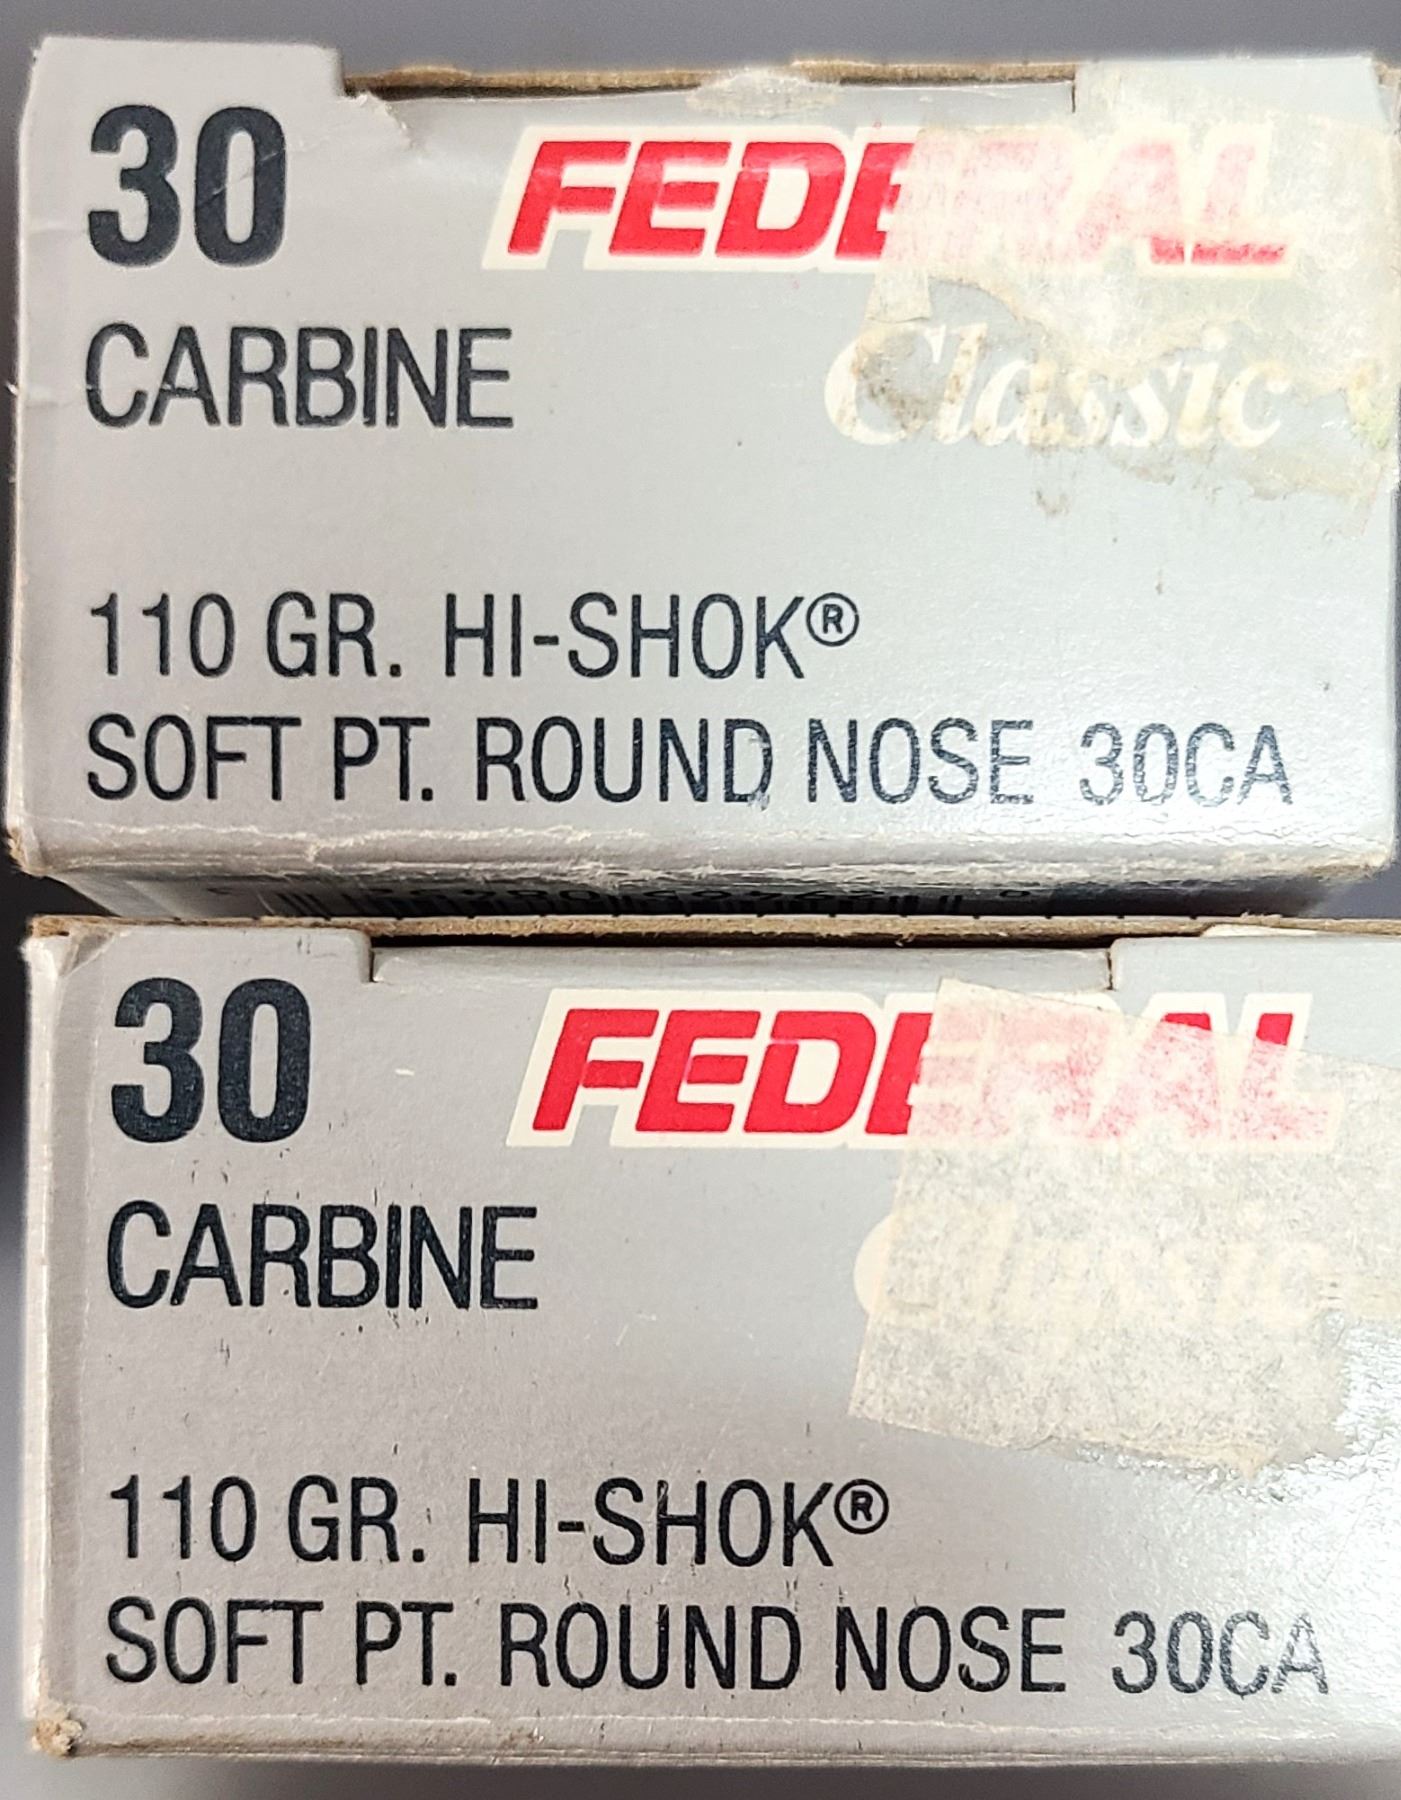 30 FEDERAL
CARBINE Classic
110 GR. HI-SHOK®
SOFT PT. ROUND NOSE 30CA
30 FEDERAL
CARBINE Classic
110 GR. HI-SHOK®
SOFT PT. ROUND NOSE 30CA